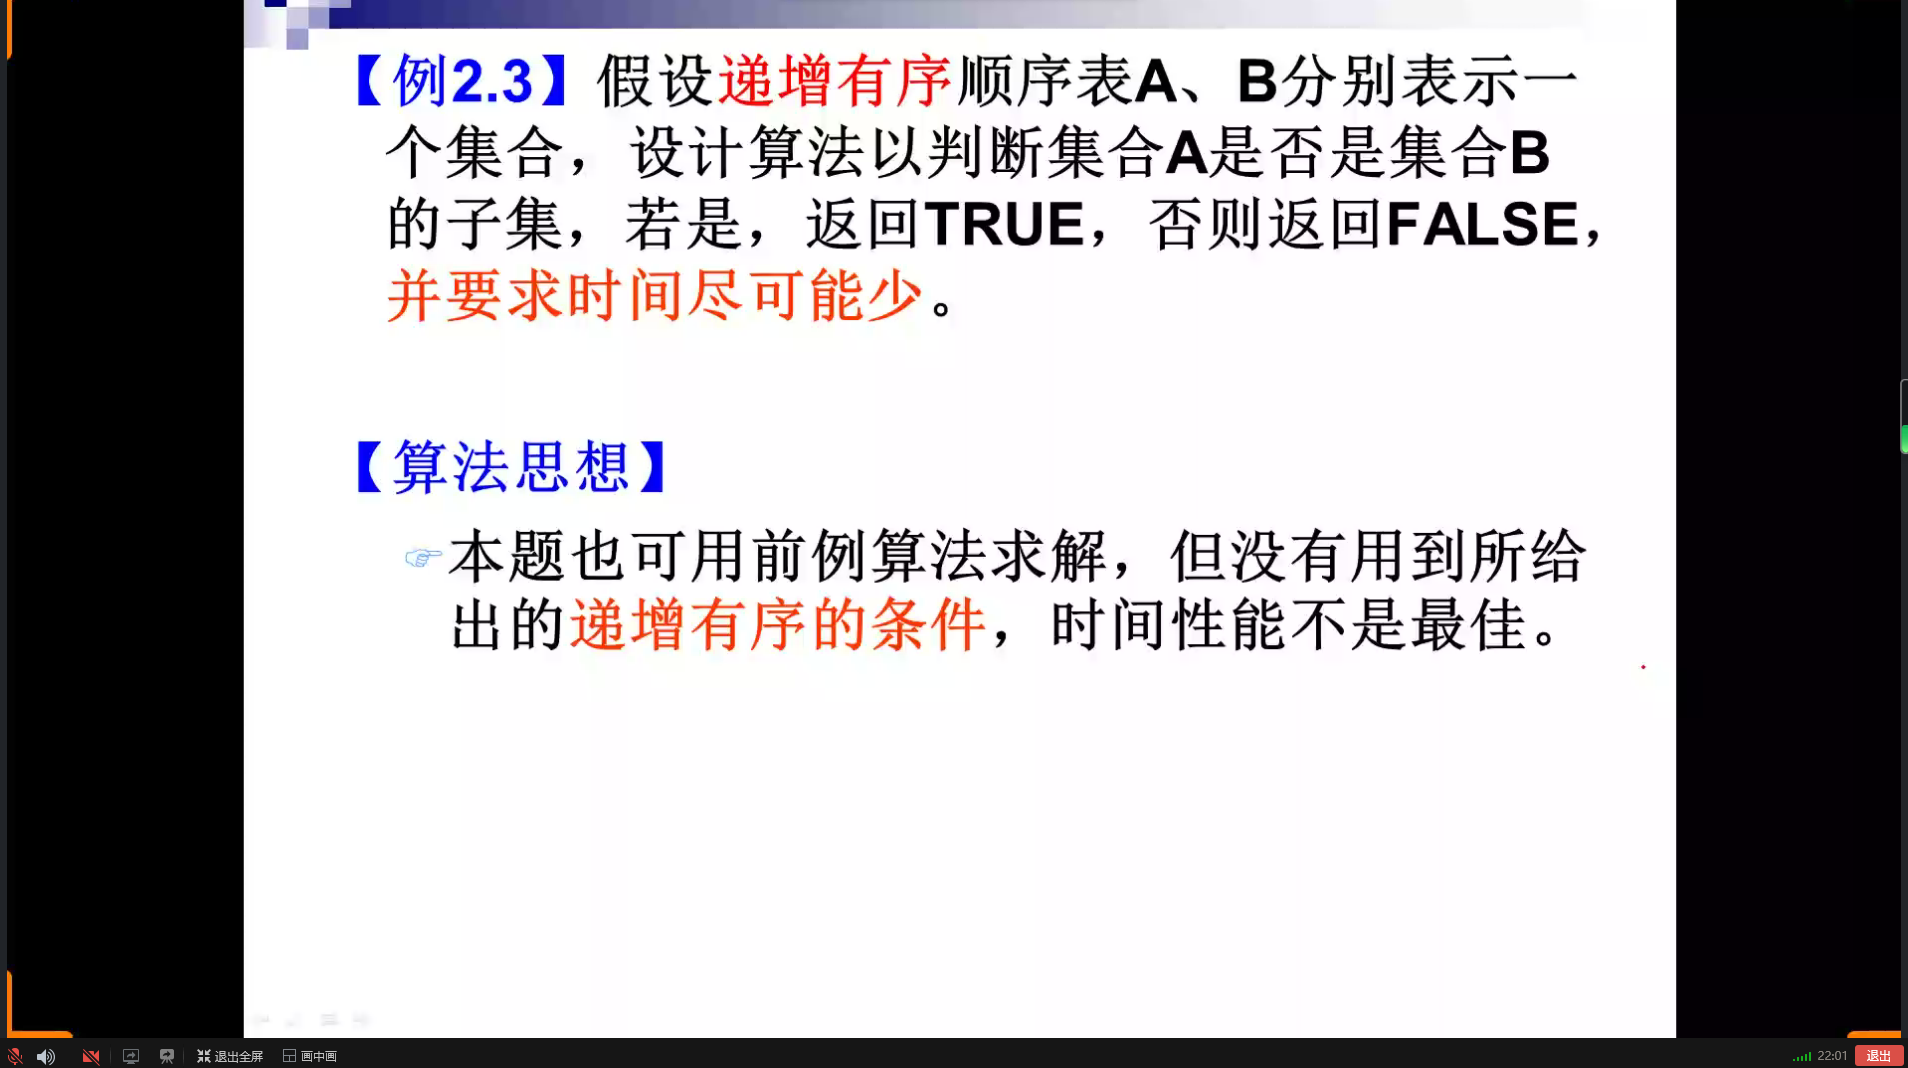 【例2.3】假设递增有序顺序表A、B分别表示一
个集合，设计算法以判断集合A是否是集合B
的子集，若是，返回TRUE，否则返回FALSE，
并要求时间尽可能少。
【算法思想】
本题也可用前例算法求解，但没有用到所给
出的递增有序的条件，时间性能不是最佳。
退出全屏 画中画 22:01 退出